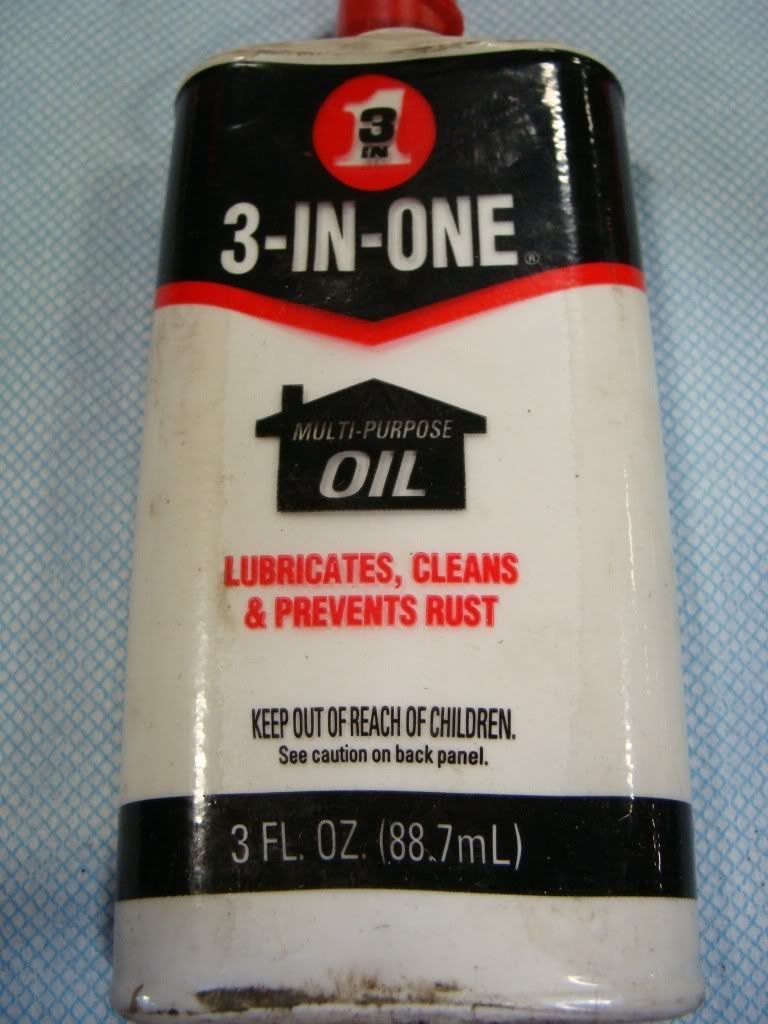 3
IN
1
3-IN-ONE®
MULTI-PURPOSE
OIL
LUBRICATES, CLEANS
& PREVENTS RUST
KEEP OUT OF REACH OF CHILDREN.
See caution on back panel.
3 FL. OZ. (88.7mL)